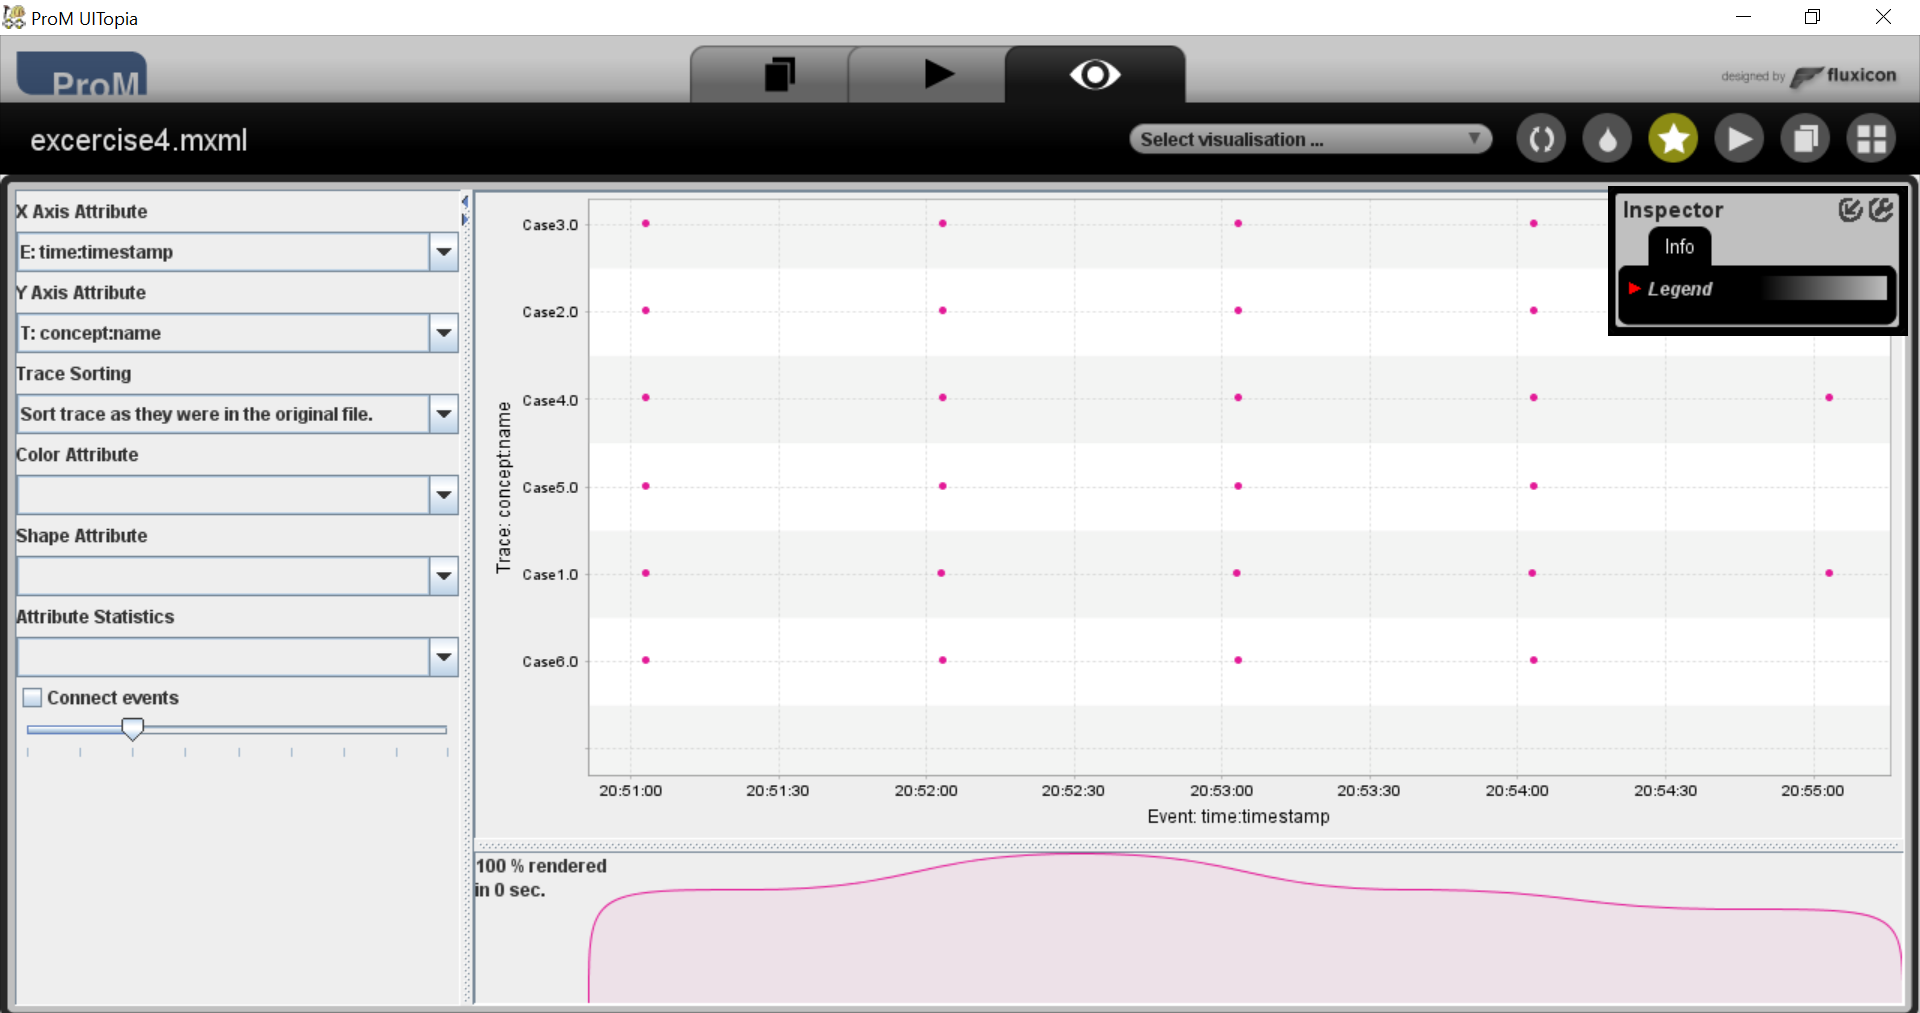 ProM UITopia
ProM
designed by fluxicon
excercise4.mxml
Select visualisation ...
X Axis Attribute
E: time:timestamp
Y Axis Attribute
T: concept:name
Trace Sorting
Sort trace as they were in the original file.
Color Attribute
Shape Attribute
Attribute Statistics
Connect events
Trace: concept:name
Case3.0
Case2.0
Case4.0
Case5.0
Case1.0
Case6.0
20:51:00 20:51:30 20:52:00 20:52:30 20:53:00 20:53:30 20:54:00 20:54:30 20:55:00
Event: time:timestamp
Inspector
Info
Legend
100 % rendered
in 0 sec.